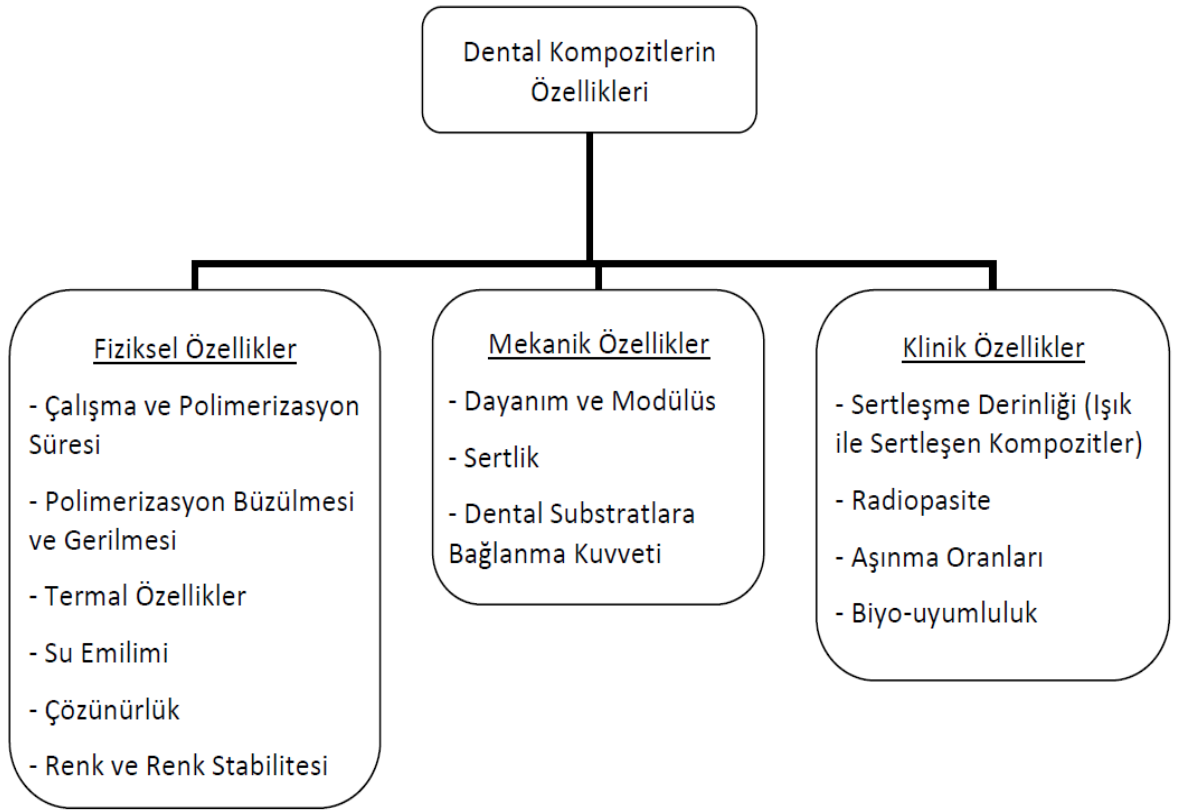 Dental Kompozitlerin
Özellikleri
Fiziksel Özellikler
- Çalışma ve Polimerizasyon
Süresi
- Polimerizasyon Büzülmesi
ve Gerilmesi
- Termal Özellikler
- Su Emilimi
- Çözünürlük
- Renk ve Renk Stabilitesi
Mekanik Özellikler
- Dayanım ve Modülüs
- Sertlik
- Dental Substratlara
Bağlanma Kuvveti
Klinik Özellikler
- Sertleşme Derinliği (Işık
ile Sertleşen Kompozitler)
- Radiopasite
- Aşınma Oranları
- Biyo-uyumluluk